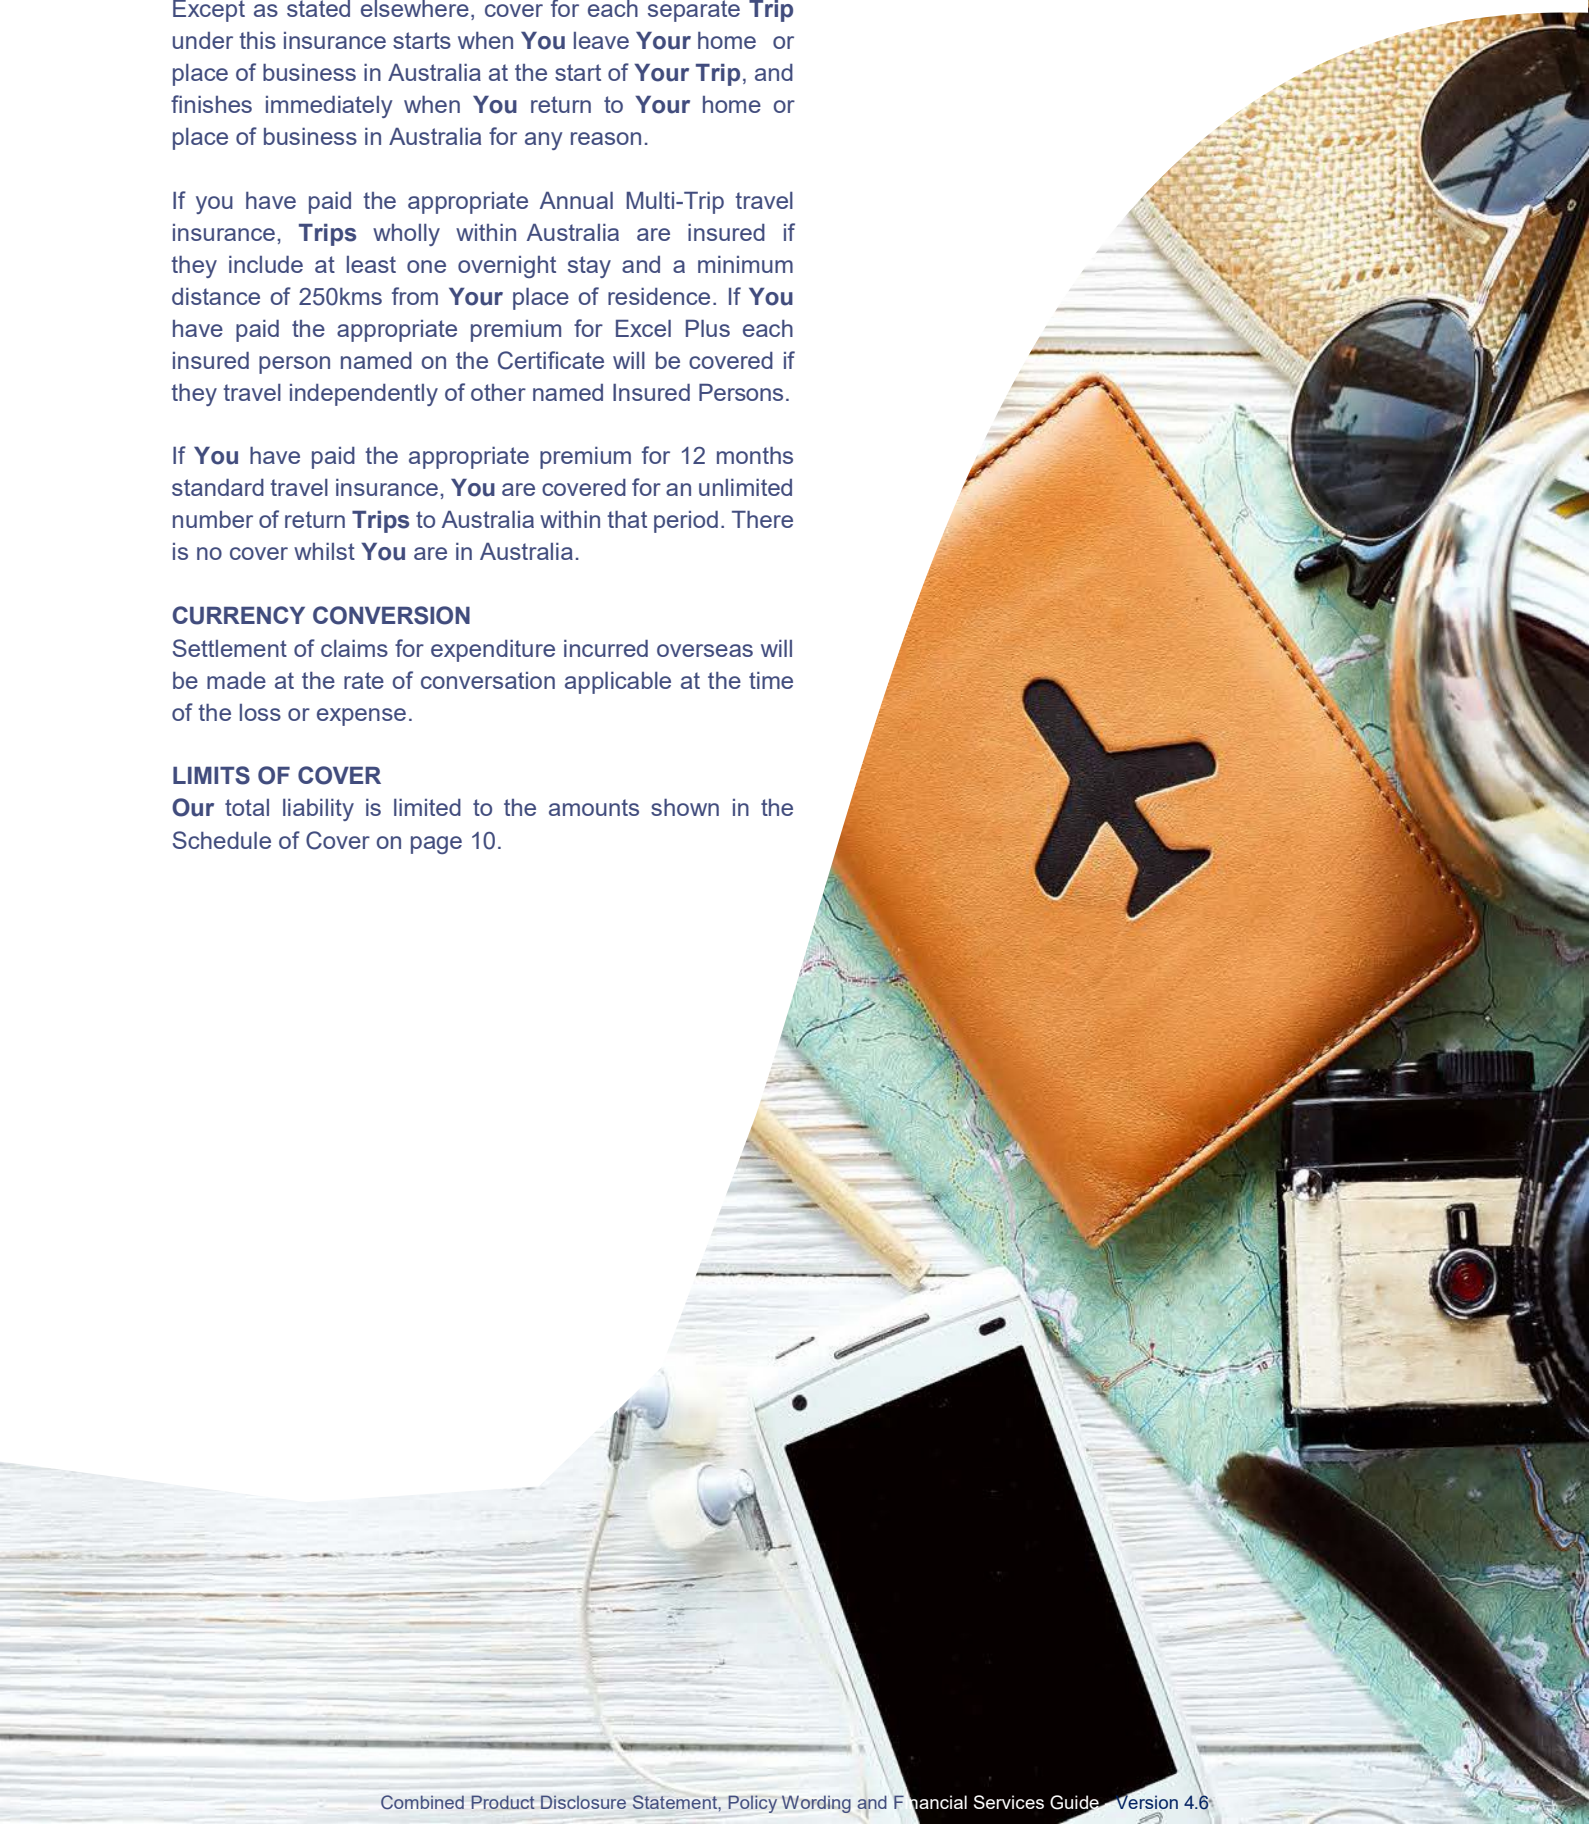 Except as stated elsewhere, cover for each separate Trip
under this insurance starts when You leave Your home or
place of business in Australia at the start of Your Trip, and
finishes immediately when You return to Your home or
place of business in Australia for any reason.
If you have paid the appropriate Annual Multi-Trip travel
insurance, Trips wholly within Australia are insured if
they include at least one overnight stay and a minimum
distance of 250kms from Your place of residence. If You
have paid the appropriate premium for Excel Plus each
insured person named on the Certificate will be covered if
they travel independently of other named Insured Persons.
If You have paid the appropriate premium for 12 months
standard travel insurance, You are covered for an unlimited
number of return Trips to Australia within that period. There
is no cover whilst You are in Australia.
CURRENCY CONVERSION
Settlement of claims for expenditure incurred overseas will
be made at the rate of conversation applicable at the time
of the loss or expense.
LIMITS OF COVER
Our total liability is limited to the amounts shown in the
Schedule of Cover on page 10.
10
Combined Product Disclosure Statement, Policy Wording and Financial Services Guide Version 4.6